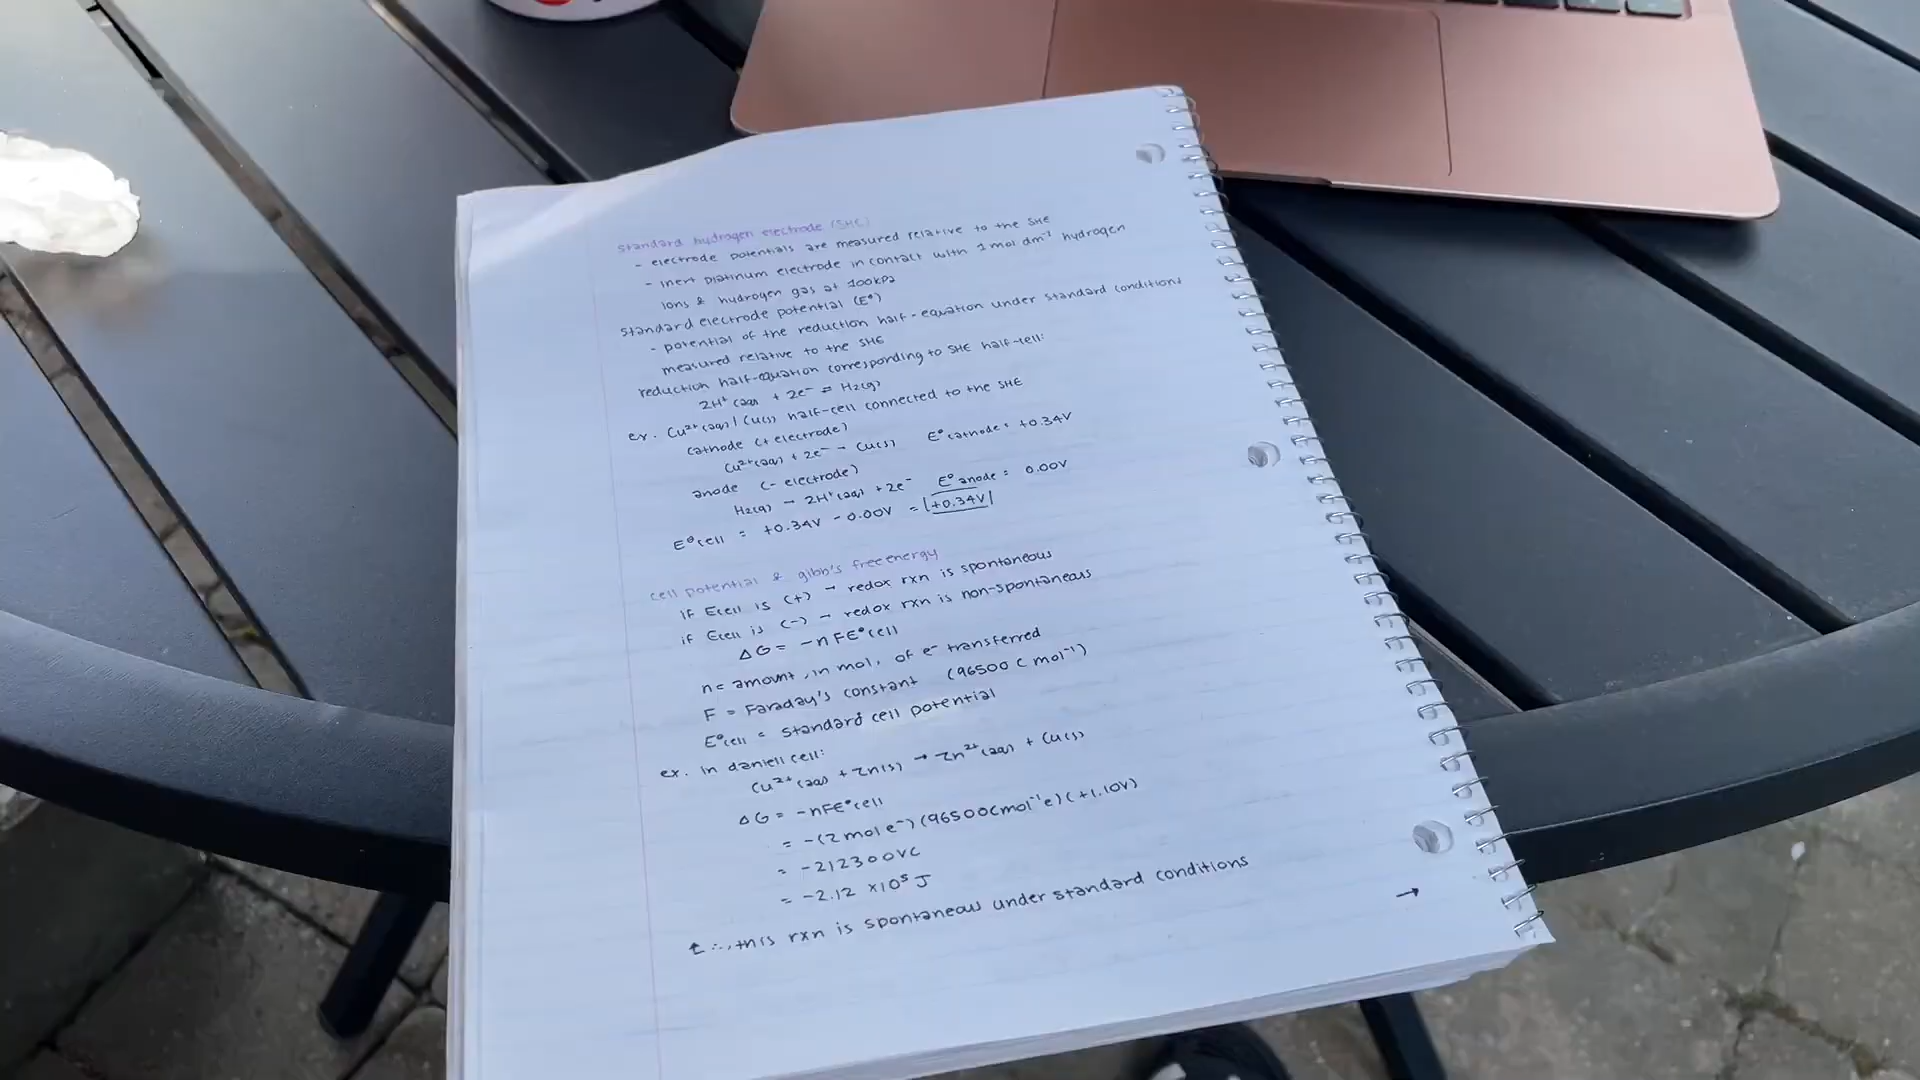 standard hydrogen electrode (SHE)
- electrode potentials are measured relative to the SHE
- inert platinum electrode in contact with 1 mol dm⁻³ hydrogen
ions & hydrogen gas at 100kPa
standard electrode potential (E°)
- potential of the reduction half-equation under standard conditions
measured relative to the SHE
reduction half-equation corresponding to SHE half-cell:
2H⁺(aq) + 2e⁻ ⇌ H₂(g)
ex. Cu²⁺(aq) | Cu(s) half-cell connected to the SHE
cathode (+ electrode)
Cu²⁺(aq) + 2e⁻ → Cu(s) E° cathode = +0.34V
anode (- electrode)
H₂(g) → 2H⁺(aq) + 2e⁻ E° anode = 0.00V
E°cell = +0.34V - 0.00V = |+0.34V|
cell potential & gibb's free energy
if Ecell is (+) → redox rxn is spontaneous
if Ecell is (-) → redox rxn is non-spontaneous
ΔG = -nFE°cell
n = amount, in mol, of e⁻ transferred
F = Faraday's constant (96500 C mol⁻¹)
E°cell = standard cell potential
ex. in daniell cell:
Cu²⁺(aq) + Zn(s) → Zn²⁺(aq) + Cu(s)
ΔG = -nFE°cell
= -(2 mol e⁻)(96500 C mol⁻¹ e)(+1.10V)
= -212300VC
= -2.12 x10⁵ J
↑ ∴, this rxn is spontaneous under standard conditions
→